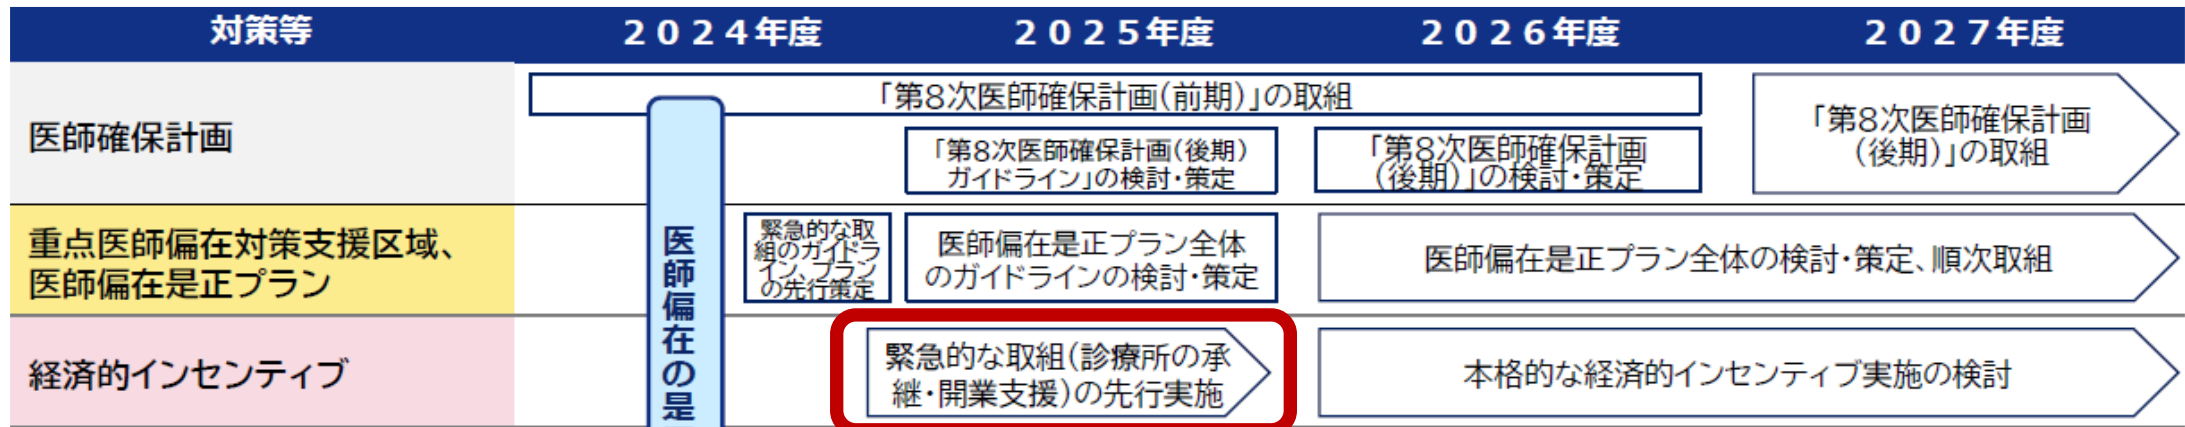 対策等
２０２４年度
２０２５年度
２０２６年度
２０２７年度
医師確保計画
「第8次医師確保計画(前期)」の取組
「第8次医師確保計画(後期)
ガイドライン」の検討・策定
「第8次医師確保計画
(後期)」の検討・策定
「第8次医師確保計画
(後期)」の取組
医師偏在の是
重点医師偏在対策支援区域、
医師偏在是正プラン
緊急的な取
組のガイドラ
イン、プラン
の先行策定
医師偏在是正プラン全体
のガイドラインの検討・策定
医師偏在是正プラン全体の検討・策定、順次取組
経済的インセンティブ
緊急的な取組(診療所の承
継・開業支援)の先行実施
本格的な経済的インセンティブ実施の検討